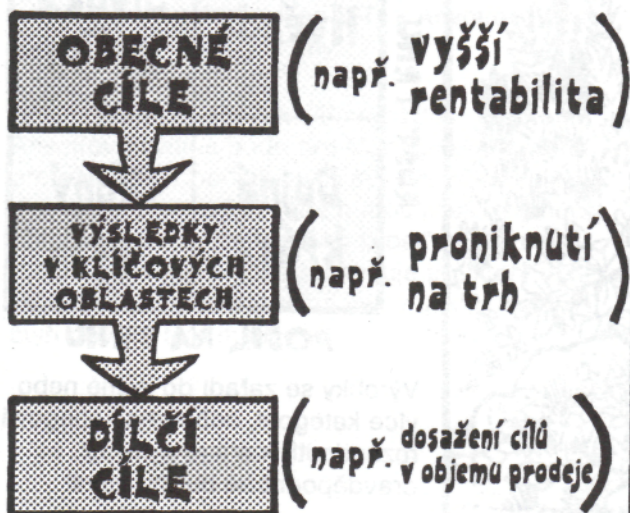 OBECNÉ
CÍLE
(např. vyšší
rentabilita)
VÝSLEDKY
V KLÍČOVÝCH
OBLASTECH
(např. proniknutí
na trh)
DÍLČÍ
CÍLE
(např. dosažení cílů
v objemu prodeje)